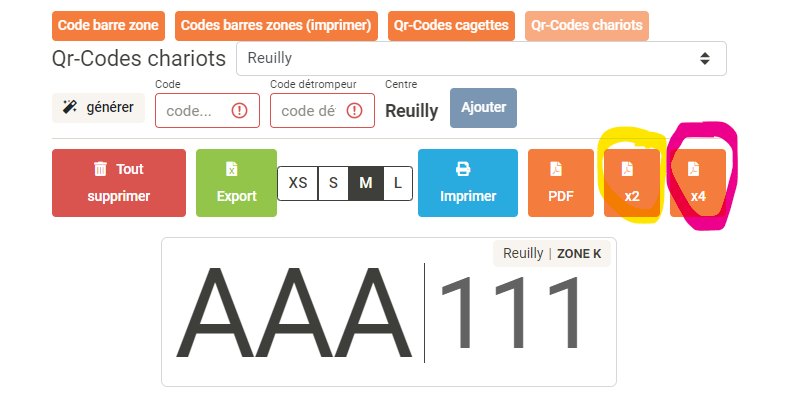 Code barre zone Codes barres zones (imprimer) Qr-Codes cagettes Qr-Codes chariots
Qr-Codes chariots Reuilly
Code Code détrompeur Centre
générer code... code dé Reuilly Ajouter
Tout supprimer Export XS S M L Imprimer PDF x2 x4
Reuilly | ZONE K
AAA 111